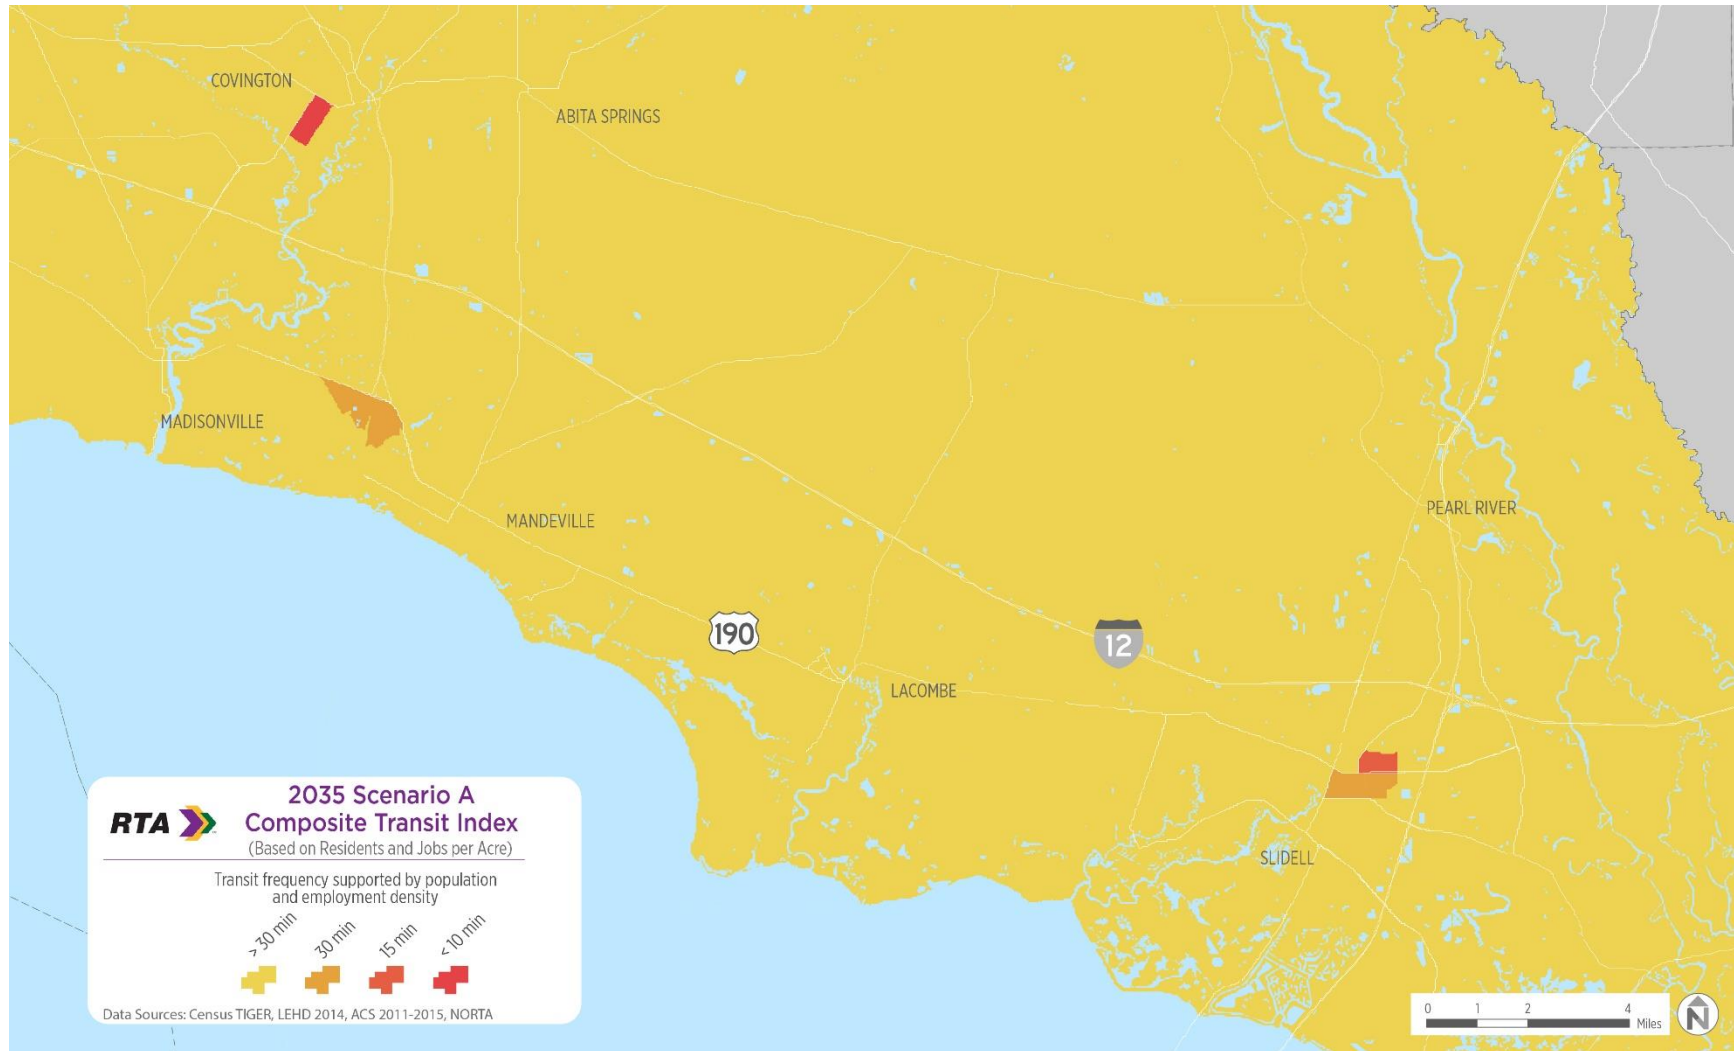 COVINGTON
ABITA SPRINGS
MADISONVILLE
MANDEVILLE
PEARL RIVER
190
12
LACOMBE
SLIDELL
RTA
2035 Scenario A
Composite Transit Index
(Based on Residents and Jobs per Acre)
Transit frequency supported by population
and employment density
> 30 min
30 min
15 min
< 10 min
Data Sources: Census TIGER, LEHD 2014, ACS 2011-2015, NORTA
0 1 2 4
Miles
N